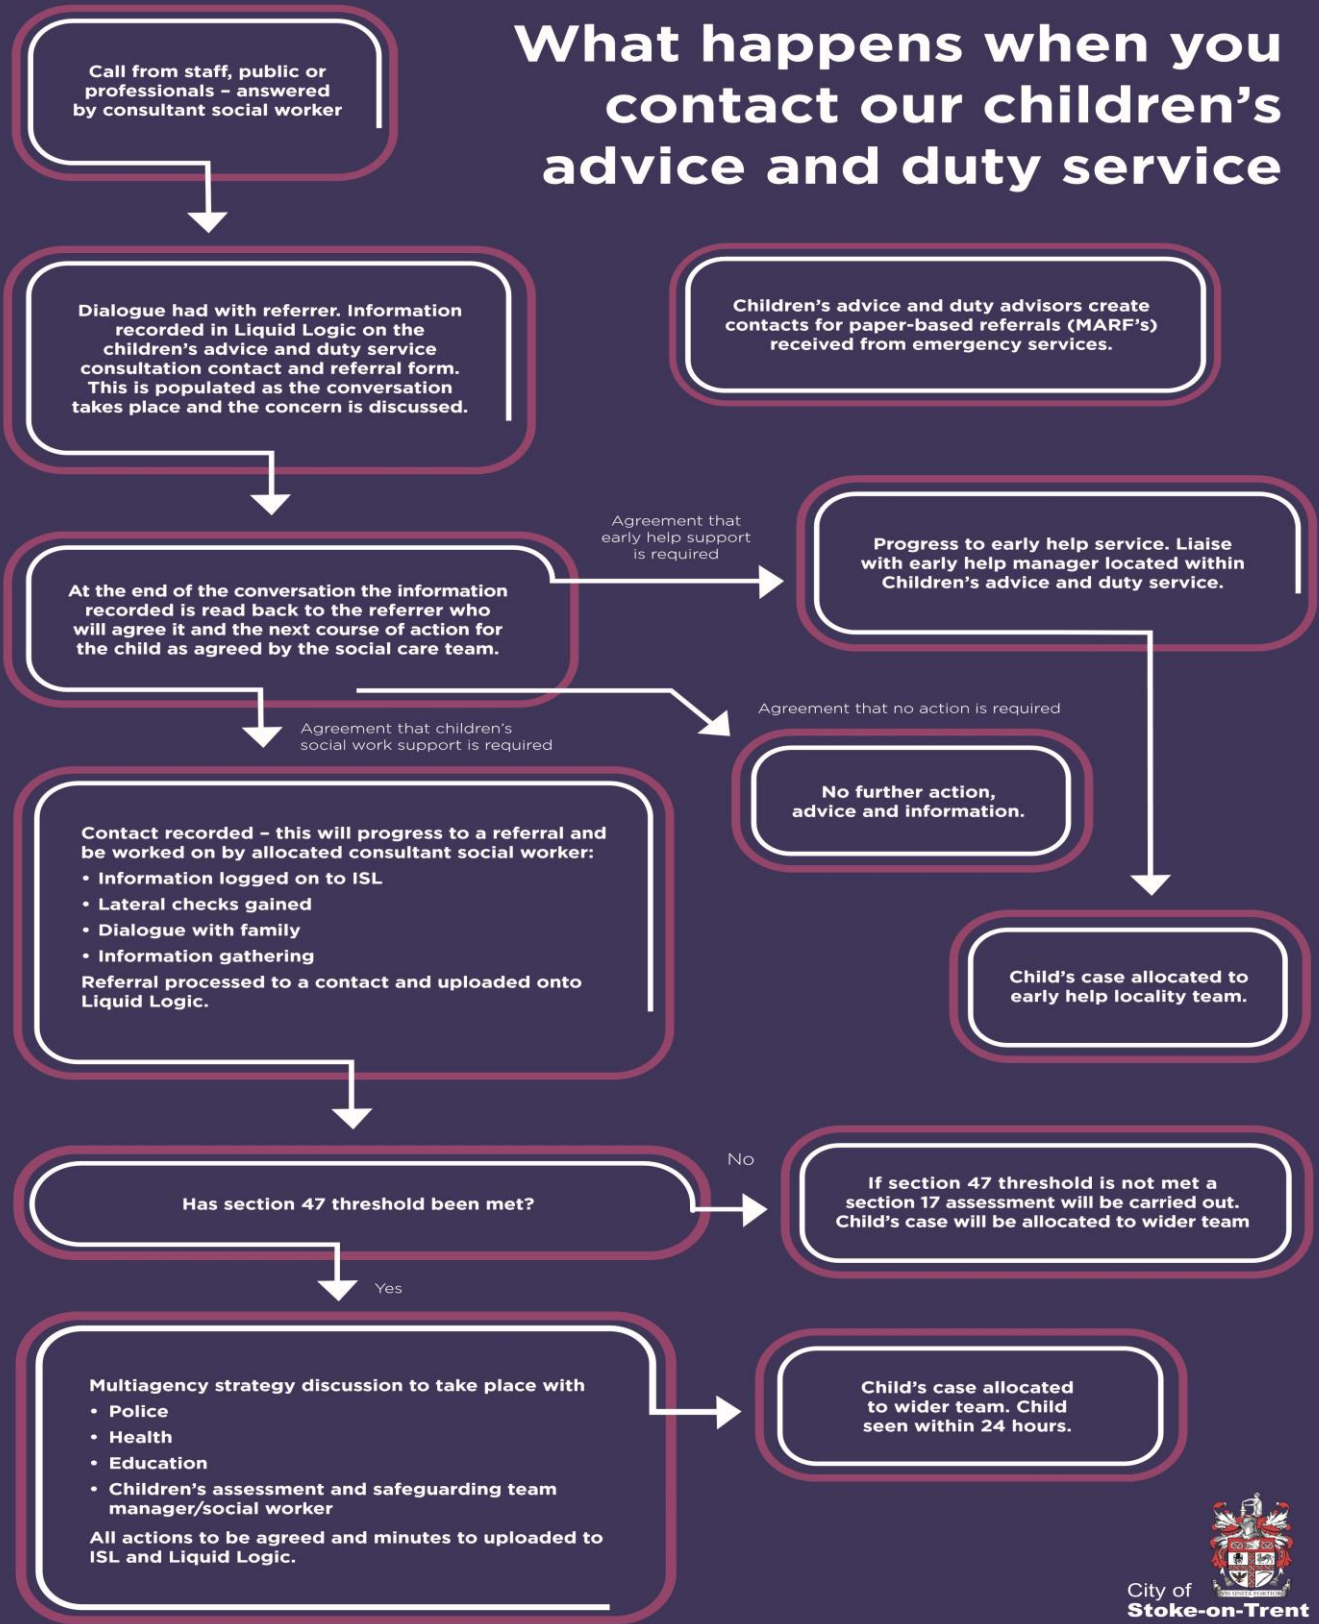 What happens when you
contact our children's
advice and duty service
Call from staff, public or
professionals – answered
by consultant social worker
Dialogue had with referrer. Information
recorded in Liquid Logic on the
children's advice and duty service
consultation contact and referral form.
This is populated as the conversation
takes place and the concern is discussed.
Children's advice and duty advisors create
contacts for paper-based referrals (MARF's)
received from emergency services.
At the end of the conversation the information
recorded is read back to the referrer who
will agree it and the next course of action for
the child as agreed by the social care team.
Agreement that
early help support
is required
Progress to early help service. Liaise
with early help manager located within
Children's advice and duty service.
Agreement that no action is required
No further action,
advice and information.
Child's case allocated to
early help locality team.
Agreement that children's
social work support is required
Contact recorded – this will progress to a referral and
be worked on by allocated consultant social worker:
• Information logged on to ISL
• Lateral checks gained
• Dialogue with family
• Information gathering
Referral processed to a contact and uploaded onto
Liquid Logic.
Has section 47 threshold been met?
No
If section 47 threshold is not met a
section 17 assessment will be carried out.
Child's case will be allocated to wider team
Yes
Multiagency strategy discussion to take place with
• Police
• Health
• Education
• Children's assessment and safeguarding team
manager/social worker
All actions to be agreed and minutes to uploaded to
ISL and Liquid Logic.
Child's case allocated
to wider team. Child
seen within 24 hours.
City of
Stoke-on-Trent